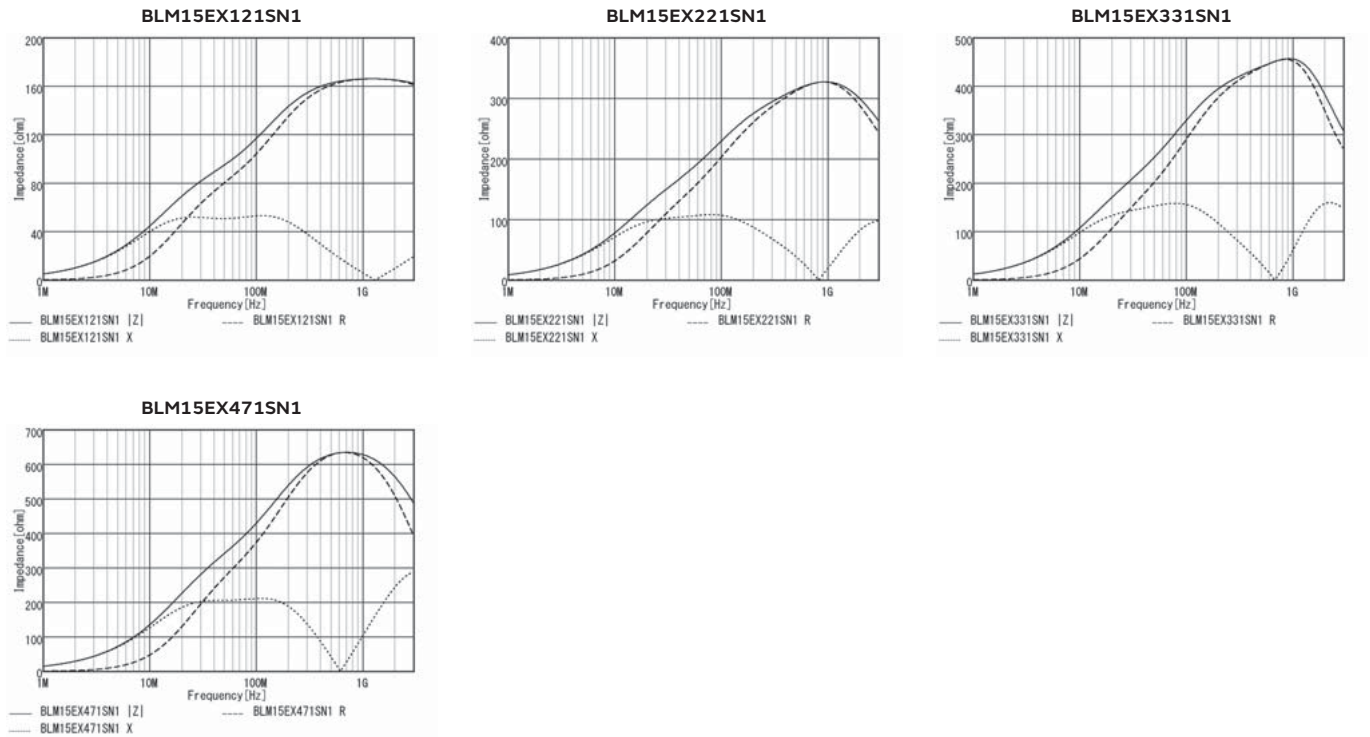 BLM15EX121SN1
200
160
120
80
40
0
Impedance[ohm]
1M 10M 100M 1G
Frequency[Hz]
BLM15EX121SN1 |Z| BLM15EX121SN1 R
BLM15EX121SN1 X
BLM15EX221SN1
400
300
200
100
0
Impedance[ohm]
1M 10M 100M 1G
Frequency[Hz]
BLM15EX221SN1 |Z| BLM15EX221SN1 R
BLM15EX221SN1 X
BLM15EX331SN1
500
400
300
200
100
0
Impedance[ohm]
1M 10M 100M 1G
Frequency[Hz]
BLM15EX331SN1 |Z| BLM15EX331SN1 R
BLM15EX331SN1 X
BLM15EX471SN1
700
600
500
400
300
200
100
0
Impedance[ohm]
1M 10M 100M 1G
Frequency[Hz]
BLM15EX471SN1 |Z| BLM15EX471SN1 R
BLM15EX471SN1 X